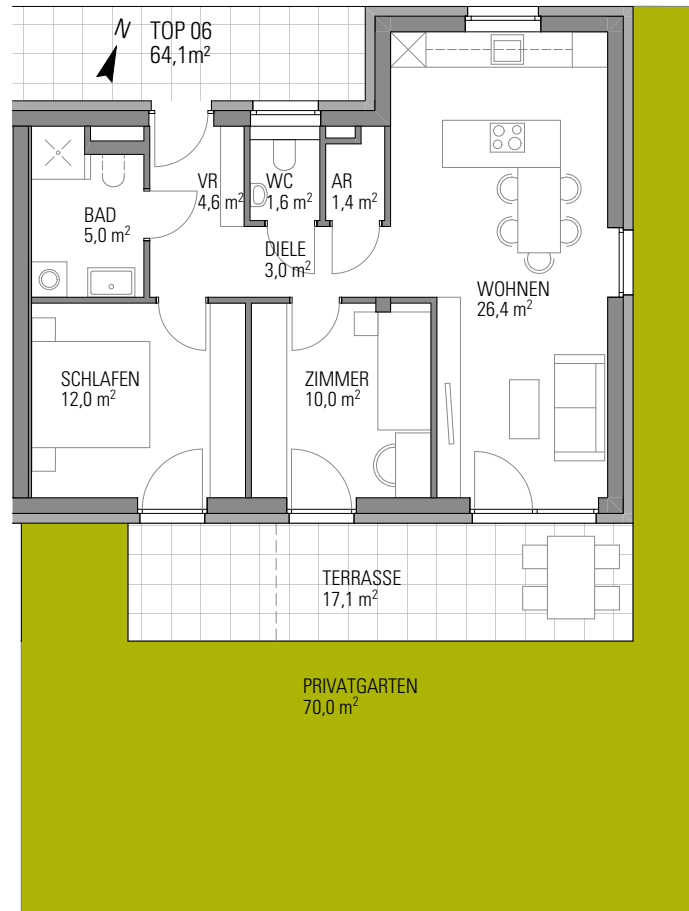 N
TOP 06
64,1m²
VR
4,6 m²
WC
1,6 m²
AR
1,4 m²
BAD
5,0 m²
DIELE
3,0 m²
WOHNEN
26,4 m²
SCHLAFEN
12,0 m²
ZIMMER
10,0 m²
TERRASSE
17,1 m²
PRIVATGARTEN
70,0 m²